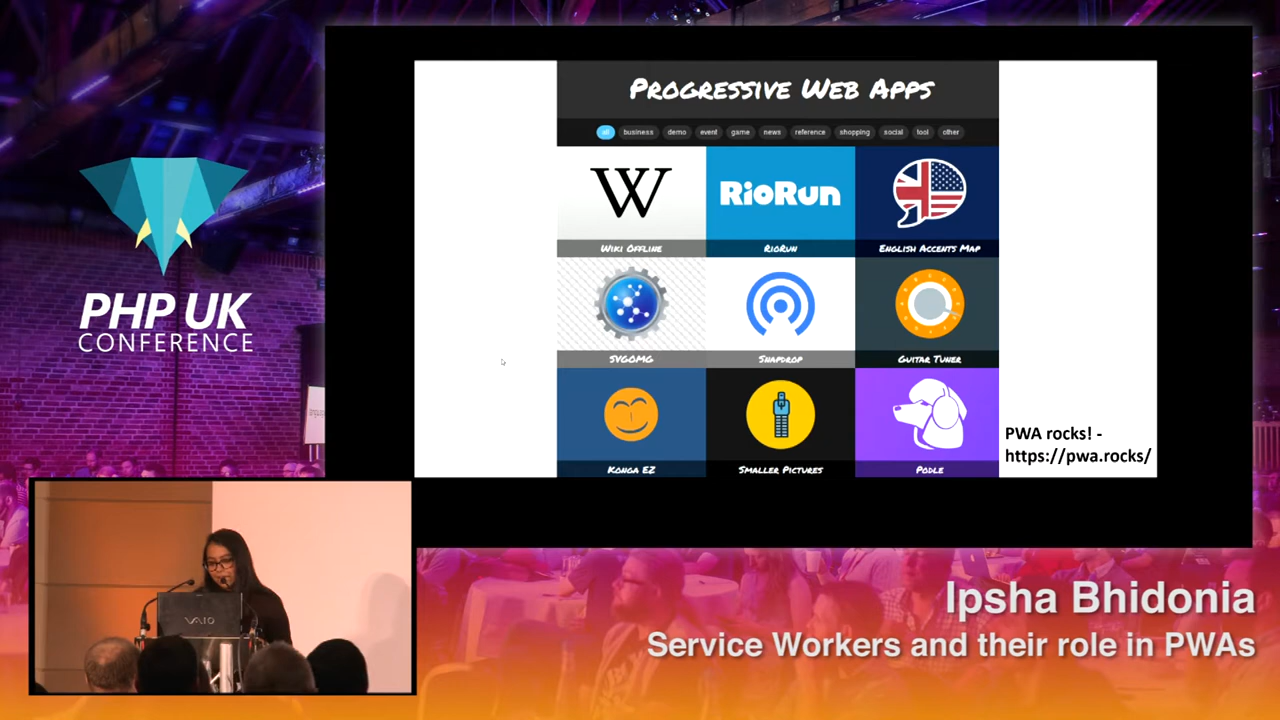 PHP UK
CONFERENCE
Progressive Web Apps
all business demo event game news reference shopping social tool other
W
RioRun
Wiki Offline RioRun English Accents Map
SVGOMG Snapdrop Guitar Tuner
Konga EZ Smaller Pictures Podle
PWA rocks! -
https://pwa.rocks/
VAIO
Ipsha Bhidonia
Service Workers and their role in PWAs